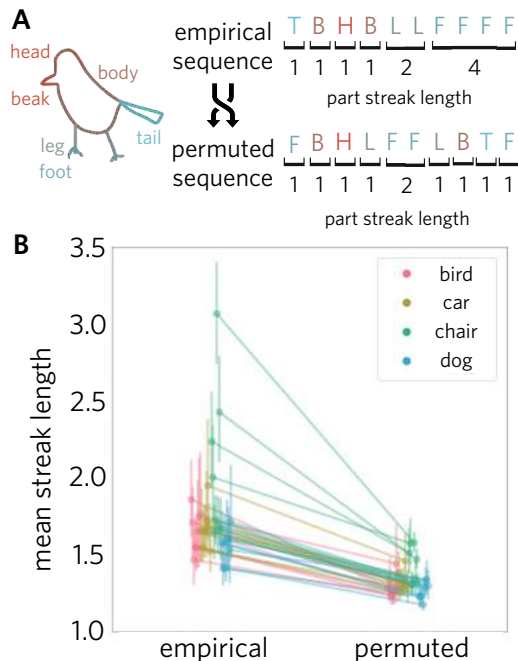 A
head
body
beak
leg
foot
tail
empirical
sequence
T B H B L L F F F F
1 1 1 1 2 4
part streak length
permuted
sequence
F B H L F F L B T F
1 1 1 1 2 1 1 1 1
part streak length
B
mean streak length
3.5
3.0
2.5
2.0
1.5
1.0
bird
car
chair
dog
empirical
permuted